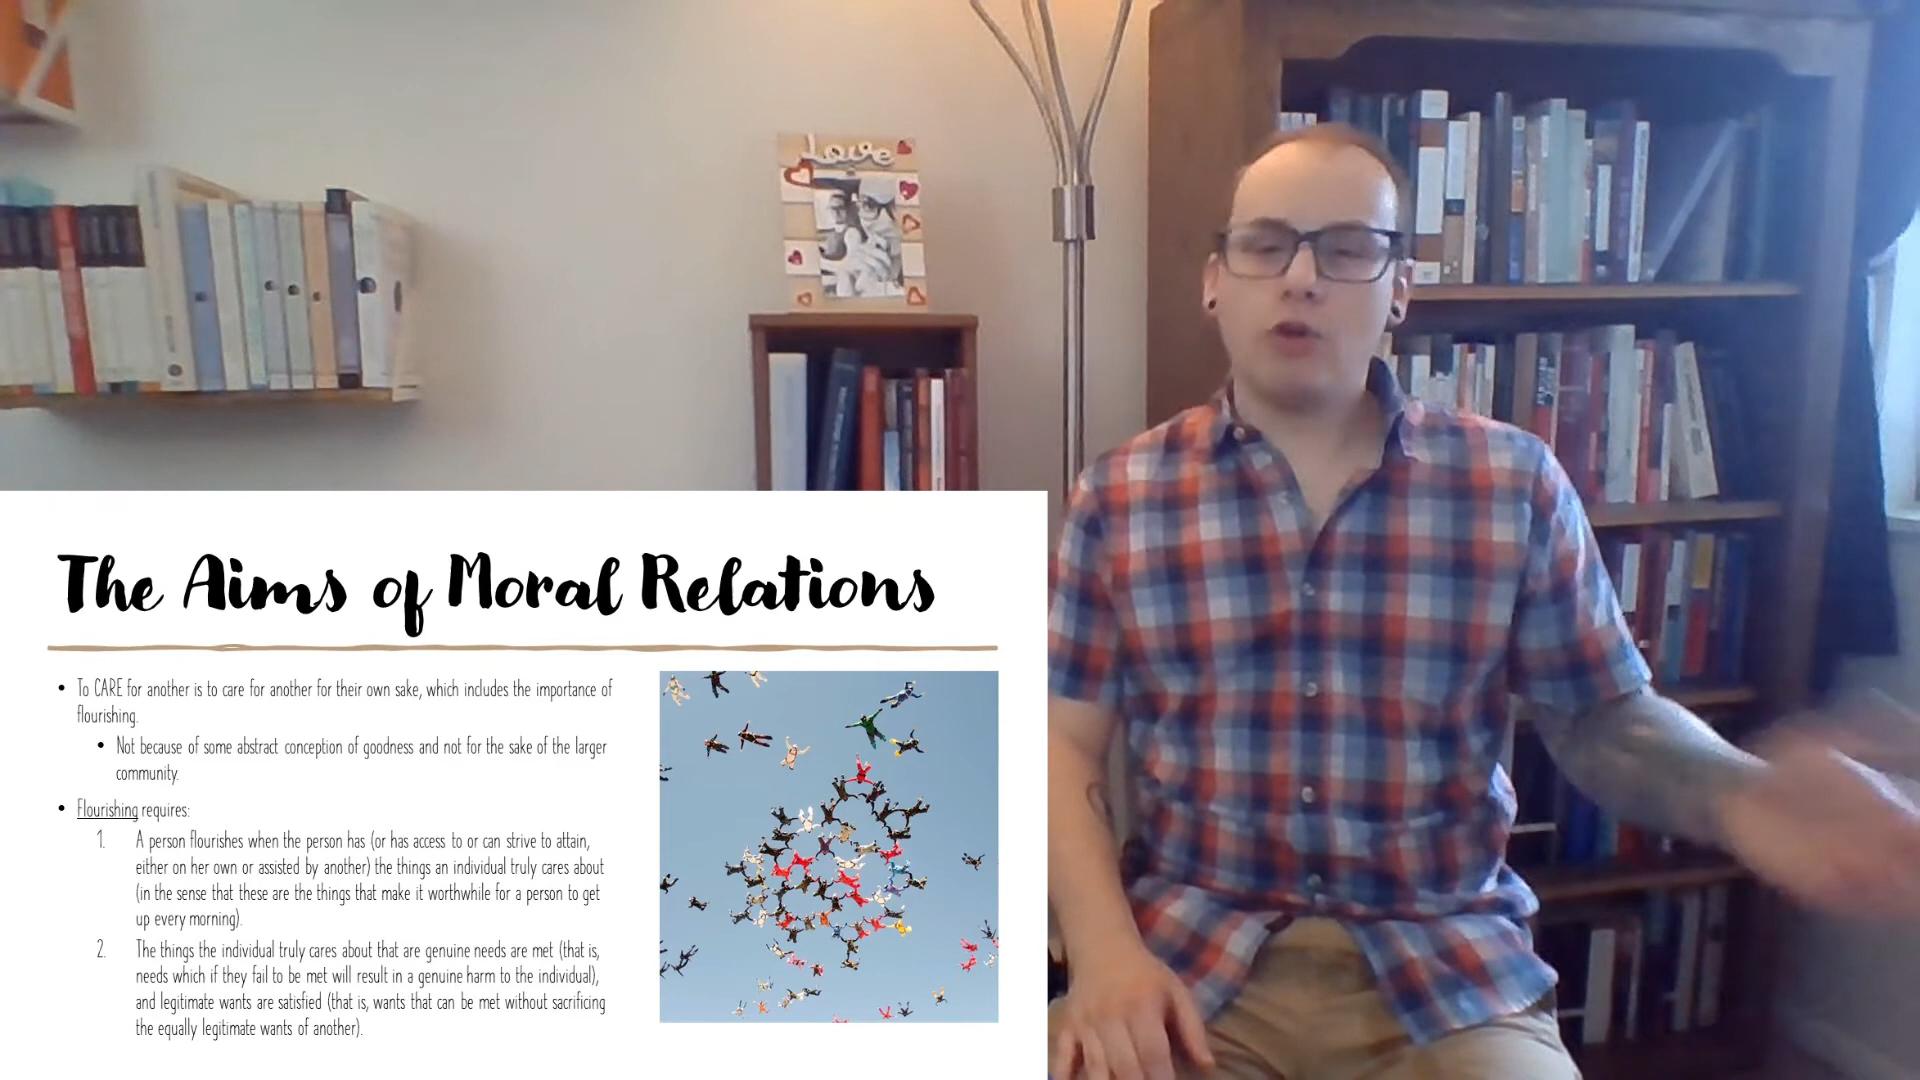 Love
The Aims of Moral Relations
• To CARE for another is to care for another for their own sake, which includes the importance of
flourishing.
• Not because of some abstract conception of goodness and not for the sake of the larger
community.
• Flourishing requires:
1. A person flourishes when the person has (or has access to or can strive to attain,
either on her own or assisted by another) the things an individual truly cares about
(in the sense that these are the things that make it worthwhile for a person to get
up every morning).
2. The things the individual truly cares about that are genuine needs are met (that is,
needs which if they fail to be met will result in a genuine harm to the individual),
and legitimate wants are satisfied (that is, wants that can be met without sacrificing
the equally legitimate wants of another).